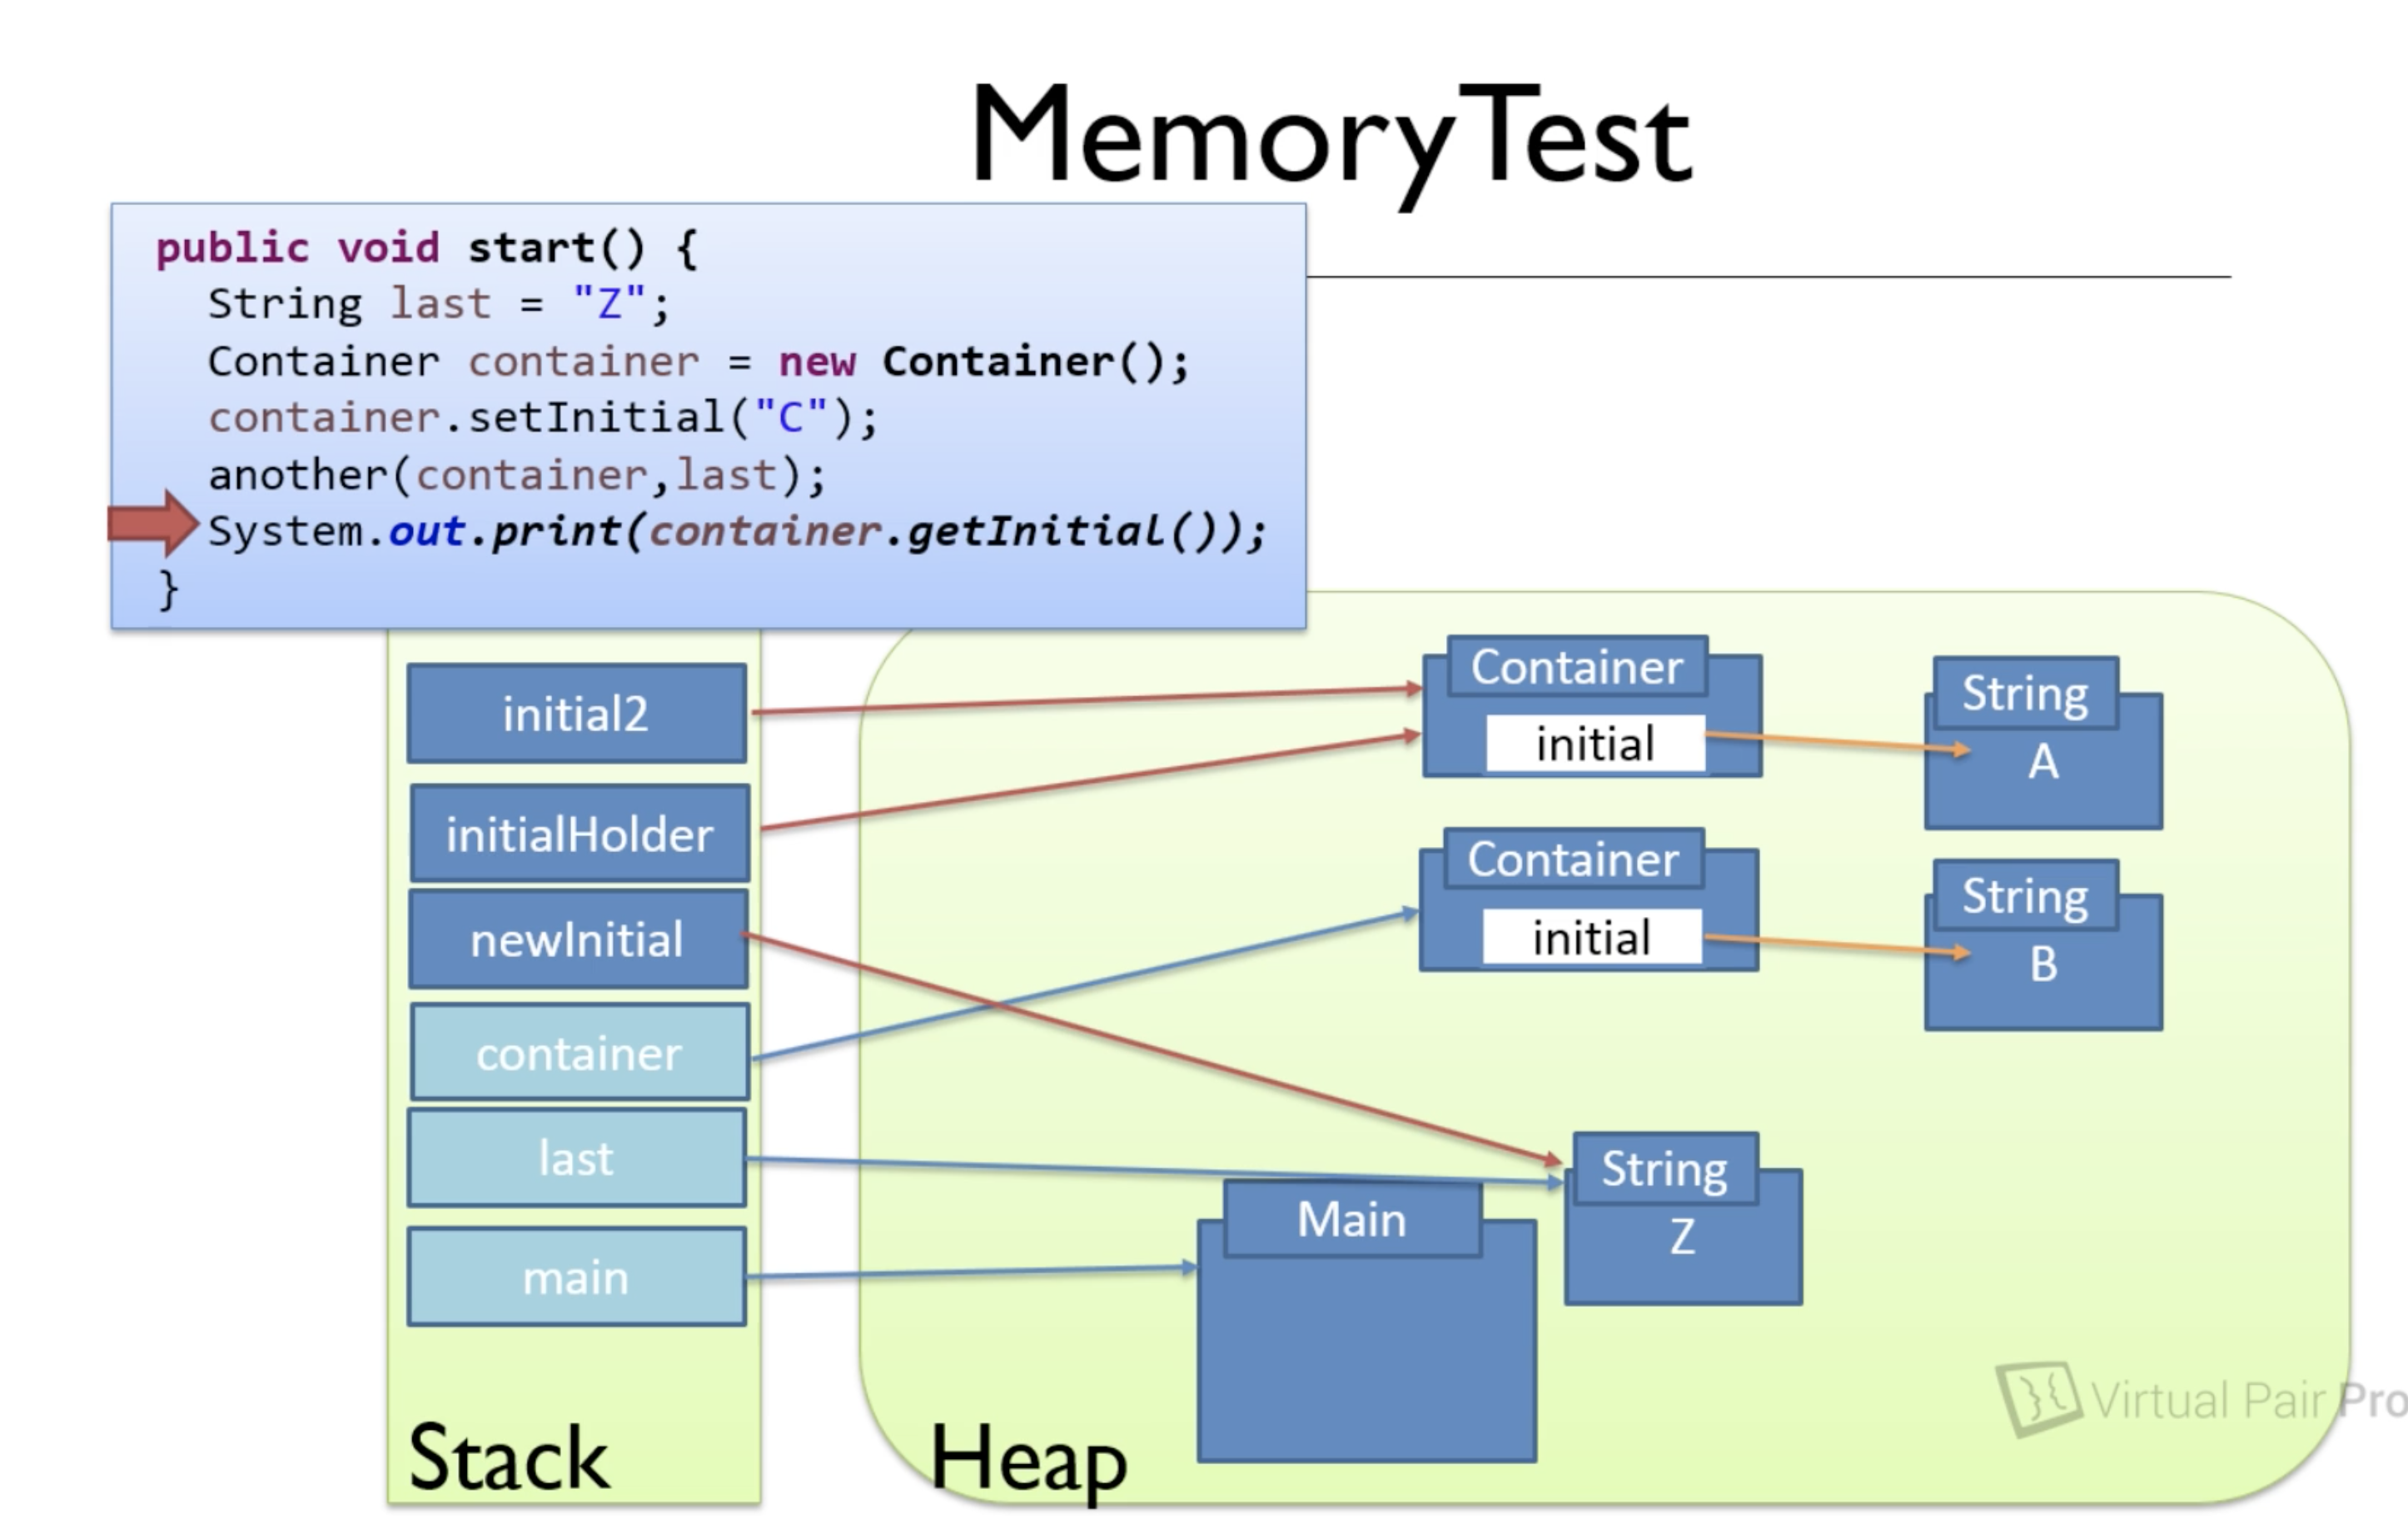 MemoryTest
public void start() {
String last = "Z";
Container container = new Container();
container.setInitial("C");
another(container,last);
System.out.print(container.getInitial());
}
initial2
initialHolder
newInitial
container
last
main
Stack
Container
initial
String
A
Container
initial
String
B
String
Z
Main
Heap
Virtual Pair Pro